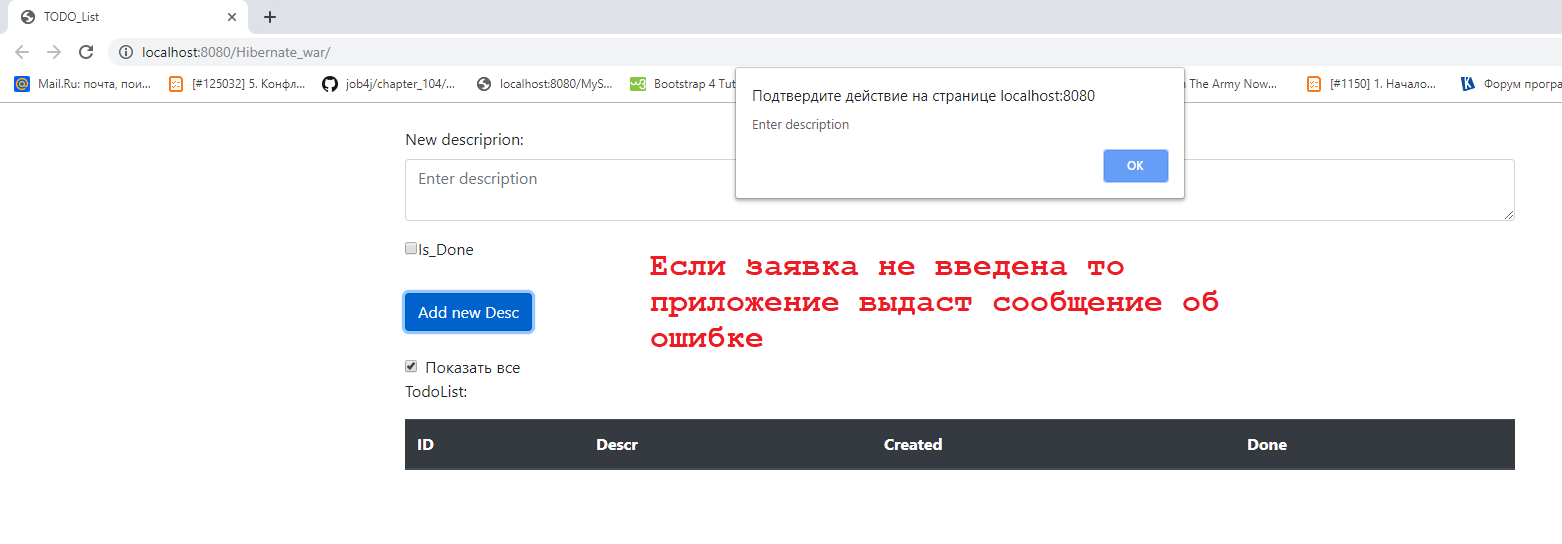 TODO_List
localhost:8080/Hibernate_war/
Mail.Ru: почта, пои... [#125032] 5. Конфл... job4j/chapter_104/... localhost:8080/MyS... Bootstrap 4 Tut The Army Now... [#1150] 1. Начало... Форум програ
Подтвердите действие на странице localhost:8080
Enter description
OK
New descriprion:
Enter description
Is_Done
Если заявка не введена то
приложение выдаст сообщение об
ошибке
Add new Desc
Показать все
TodoList:
ID Descr Created Done